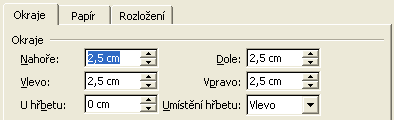 Okraje Papír Rozložení
Okraje
Nahoře: 2,5 cm Dole: 2,5 cm
Vlevo: 2,5 cm Vpravo: 2,5 cm
U hřbetu: 0 cm Umístění hřbetu: Vlevo